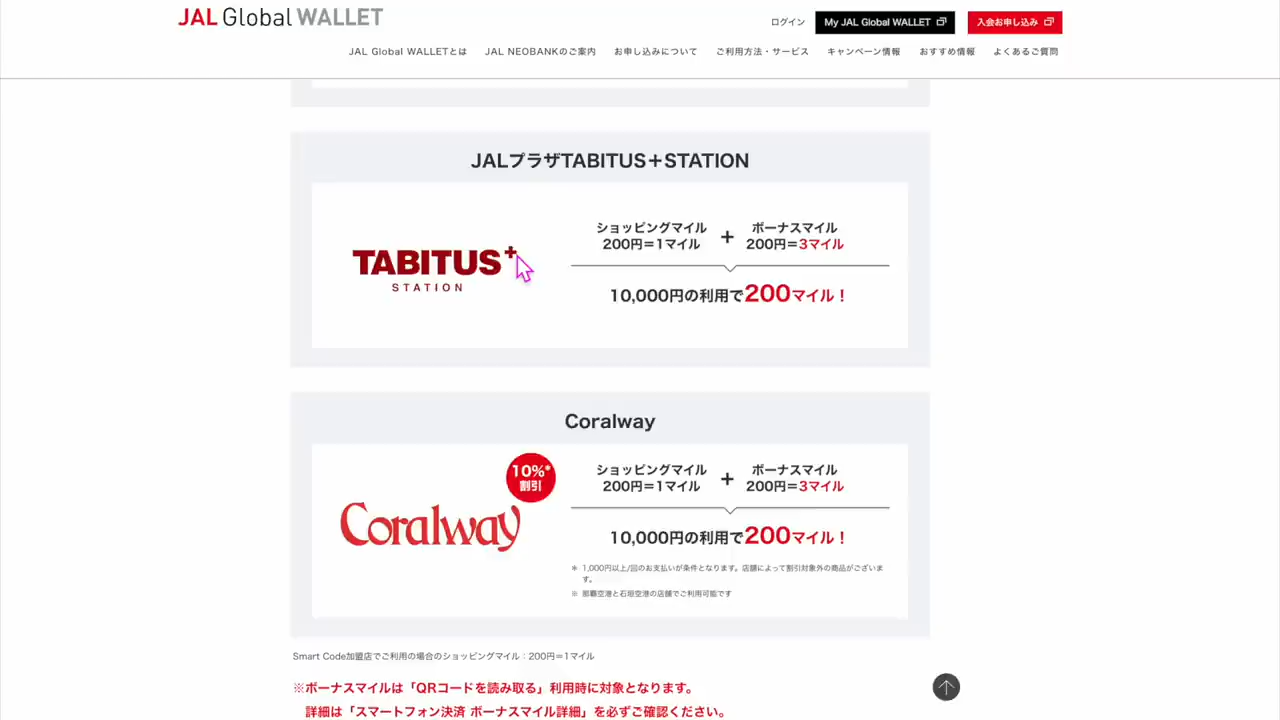 JAL Global WALLET
ログイン
My JAL Global WALLET
入会お申し込み
JAL Global WALLETとは
JAL NEOBANKのご案内
お申し込みについて
ご利用方法・サービス
キャンペーン情報
おすすめ情報
よくあるご質問
JALプラザTABITUS＋STATION
TABITUS+
STATION
ショッピングマイル
200円＝1マイル
＋
ボーナスマイル
200円＝3マイル
10,000円の利用で200マイル！
Coralway
10%*
割引
Coralway
ショッピングマイル
200円＝1マイル
＋
ボーナスマイル
200円＝3マイル
10,000円の利用で200マイル！
＊ 1,000円以上/回のお支払いが条件となります。店舗によって割引対象外の商品がございま
す。
※ 那覇空港と石垣空港の店舗でご利用可能です
Smart Code加盟店でご利用の場合のショッピングマイル：200円＝1マイル
※ボーナスマイルは「QRコードを読み取る」利用時に対象となります。
詳細は「スマートフォン決済 ボーナスマイル詳細」を必ずご確認ください。